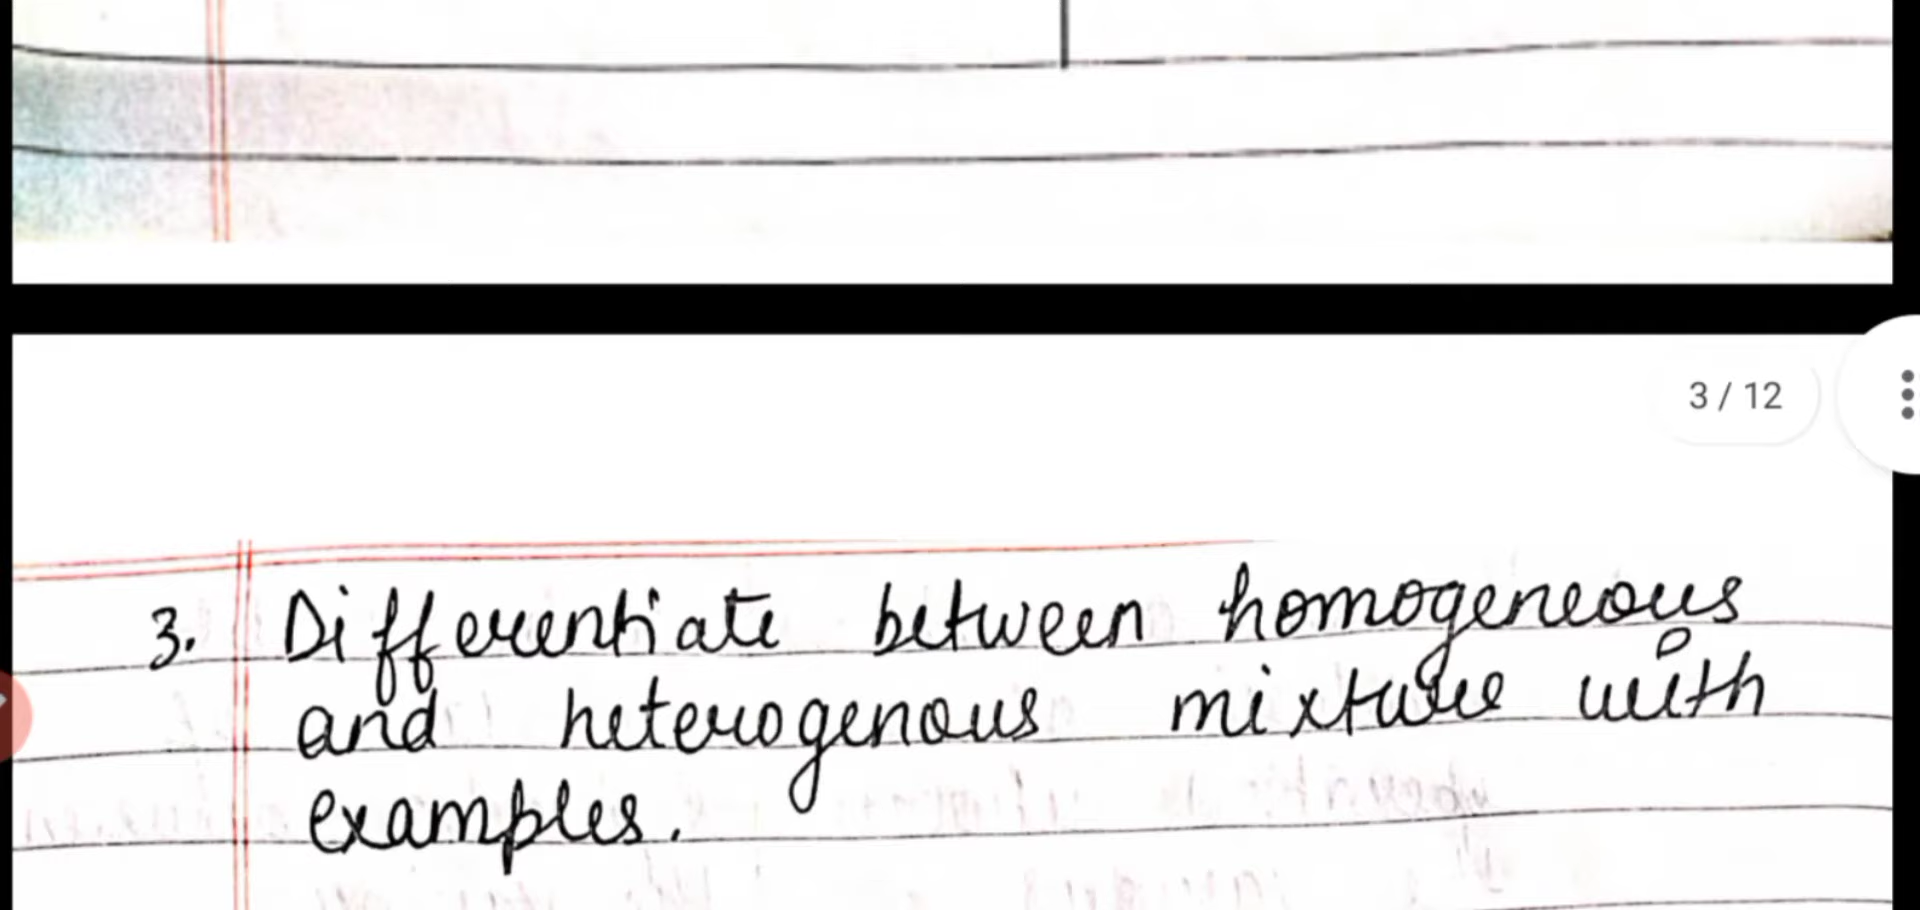 3 / 12
3. Differentiate between homogeneous
and heterogenous mixture with
examples.